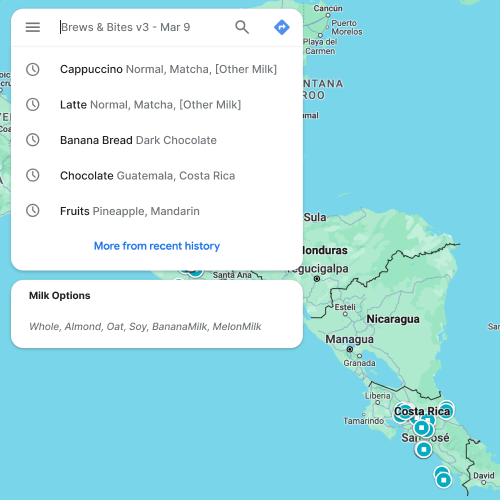 Brews & Bites v3 - Mar 9
Cappuccino Normal, Matcha, [Other Milk]
Latte Normal, Matcha, [Other Milk]
Banana Bread Dark Chocolate
Chocolate Guatemala, Costa Rica
Fruits Pineapple, Mandarin
More from recent history
Milk Options
Whole, Almond, Oat, Soy, BananaMilk, MelonMilk
Cancún
Puerto
Morelos
Playa del
Carmen
NTANA
ROO
Sula
Honduras
Tegucigalpa
Santa Ana
Esteli
Nicaragua
Managua
Granada
Liberia
Costa Rica
Tamarindo
San José
David